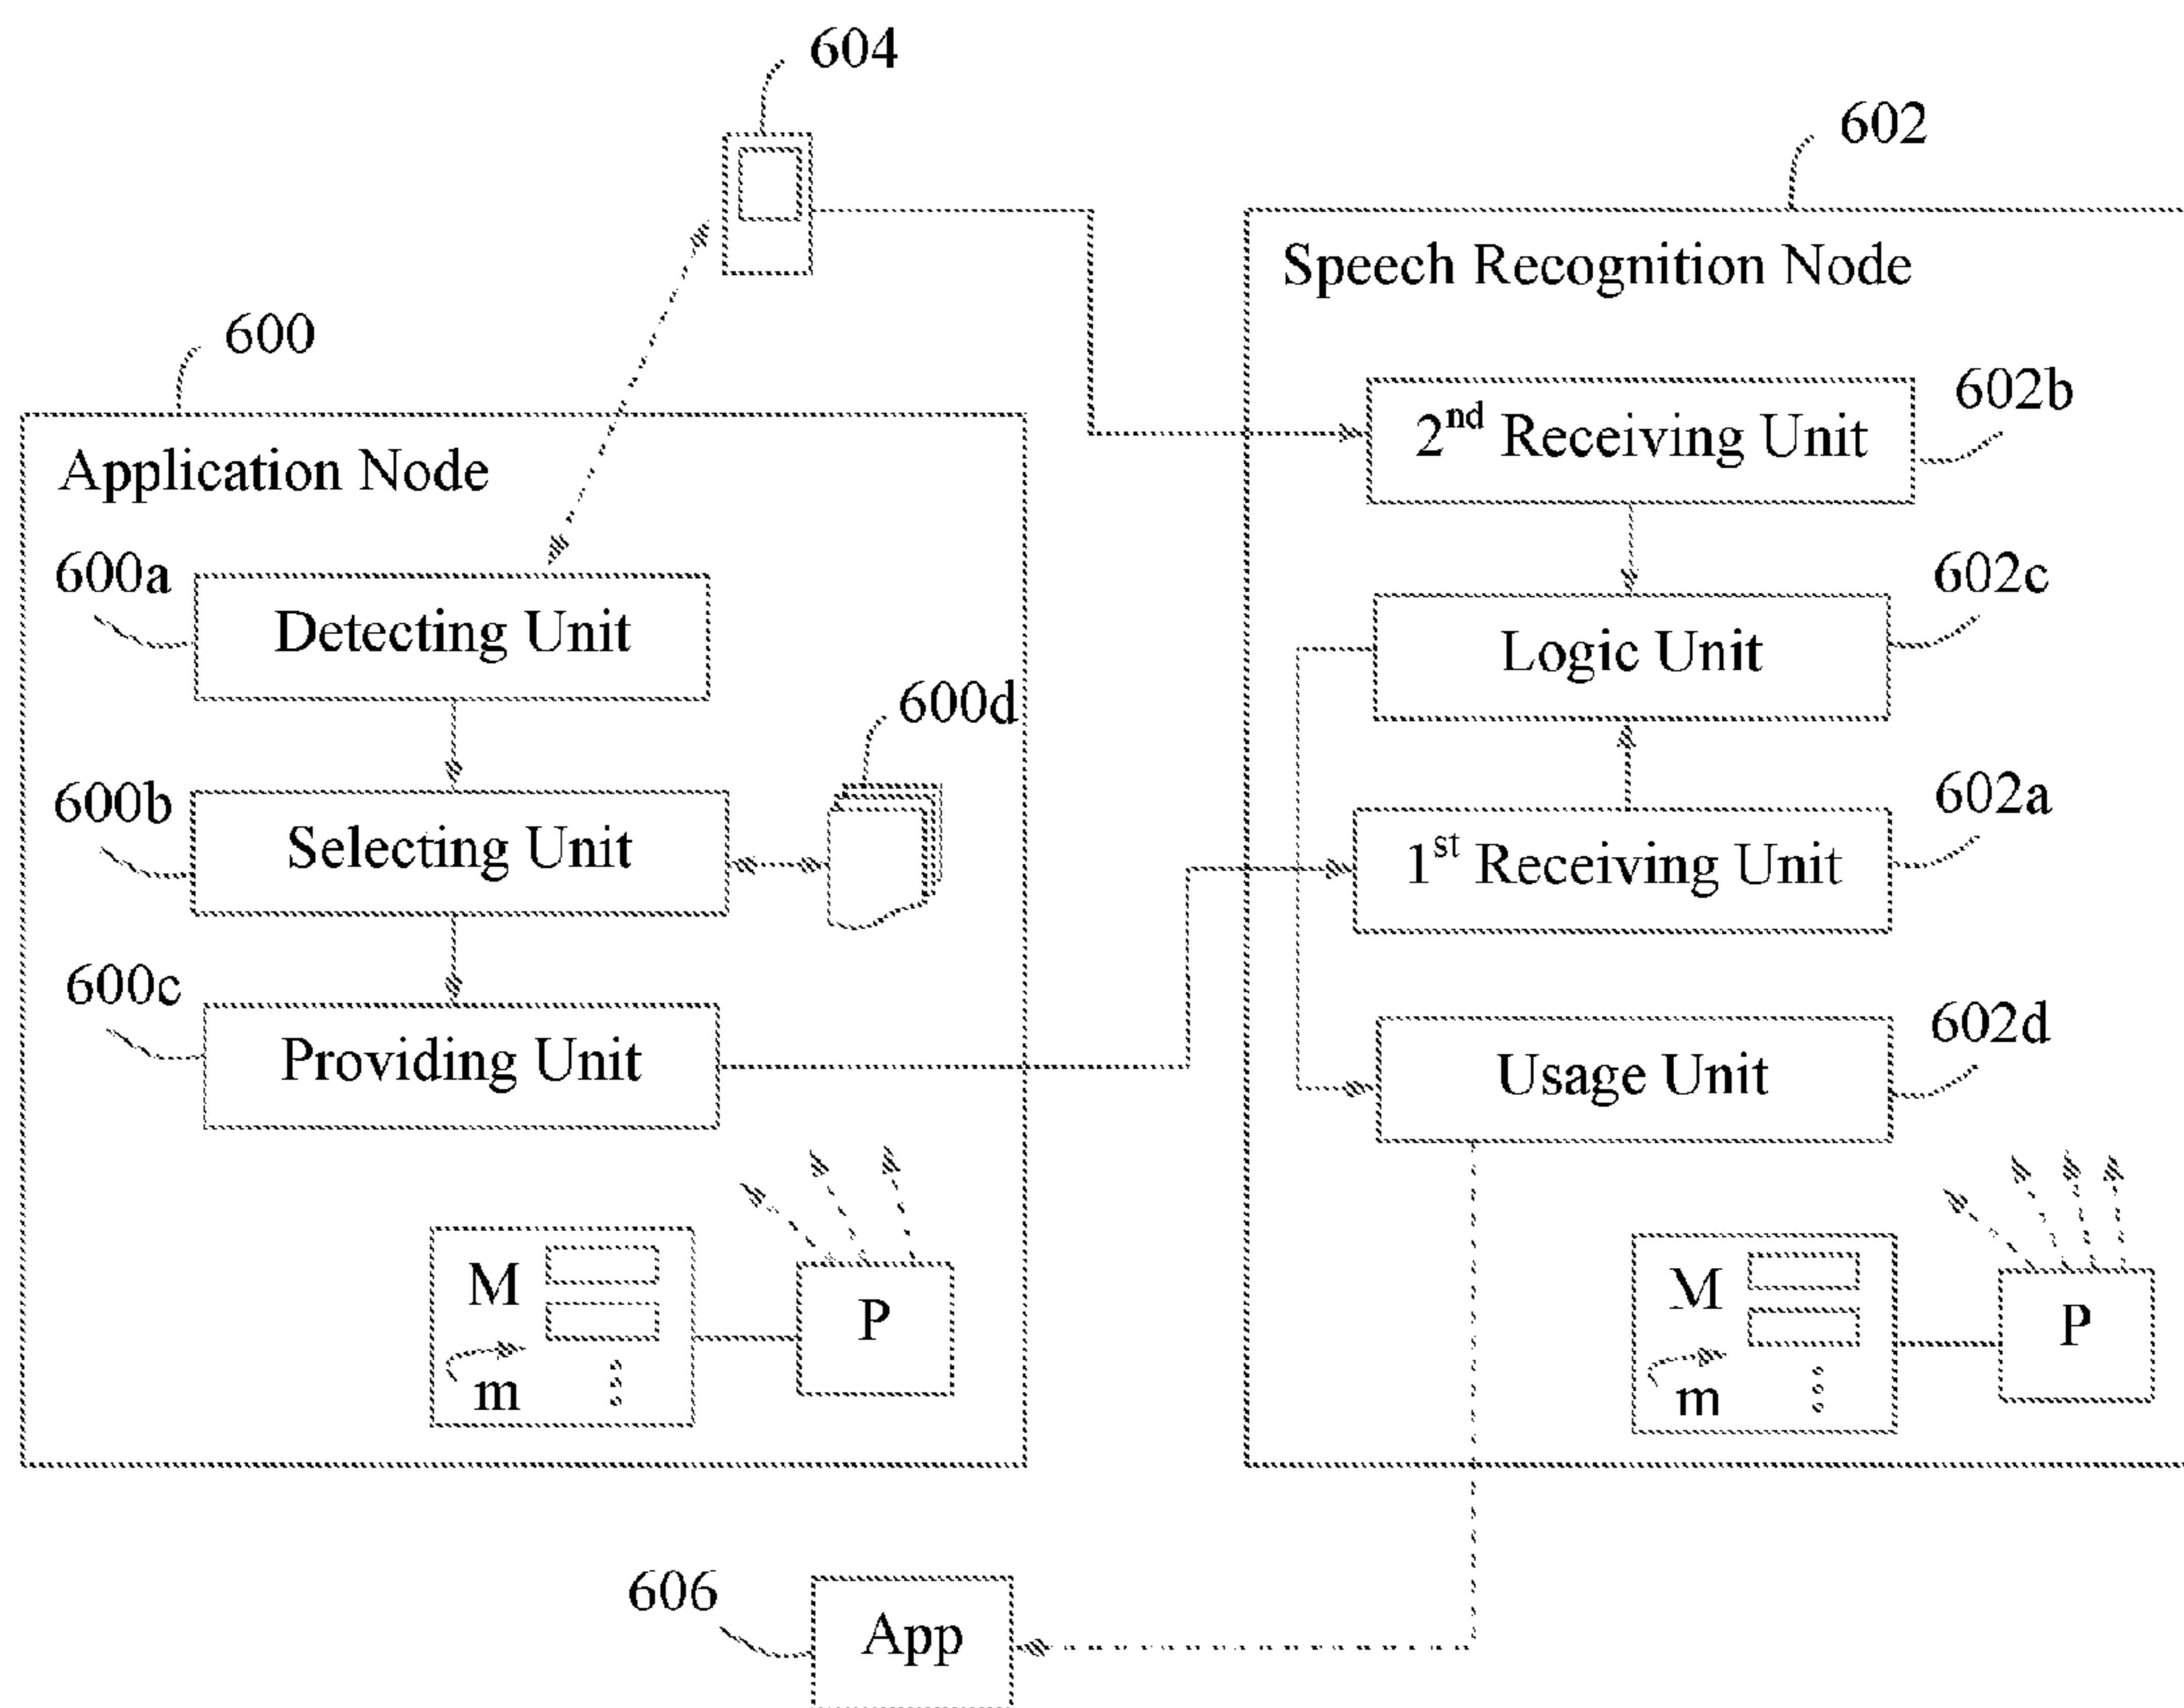 604
602
Speech Recognition Node
600
602b
2nd Receiving Unit
Application Node
600a
602c
Detecting Unit
Logic Unit
600d
600b
602a
Selecting Unit
1st Receiving Unit
600c
602d
Providing Unit
Usage Unit
M
P
m
M
P
m
606
App